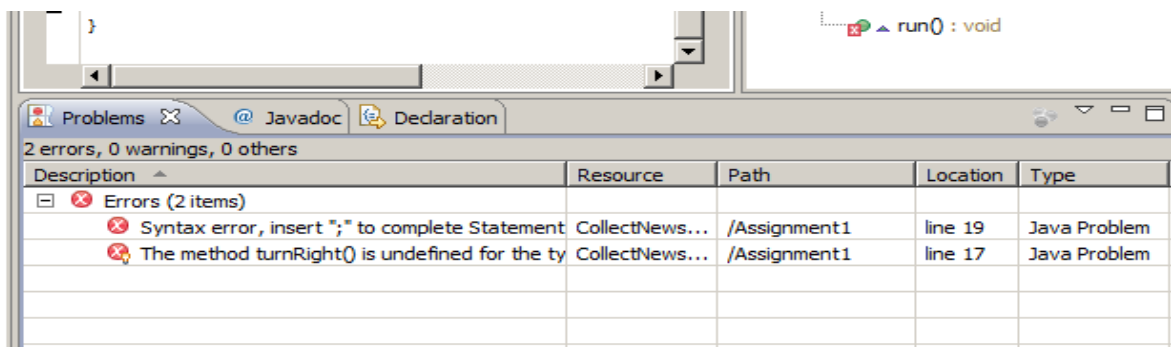 }
run() : void
Problems @ Javadoc Declaration
2 errors, 0 warnings, 0 others
Description Resource Path Location Type
Errors (2 items)
Syntax error, insert ";" to complete Statement CollectNews... /Assignment1 line 19 Java Problem
The method turnRight() is undefined for the ty CollectNews... /Assignment1 line 17 Java Problem